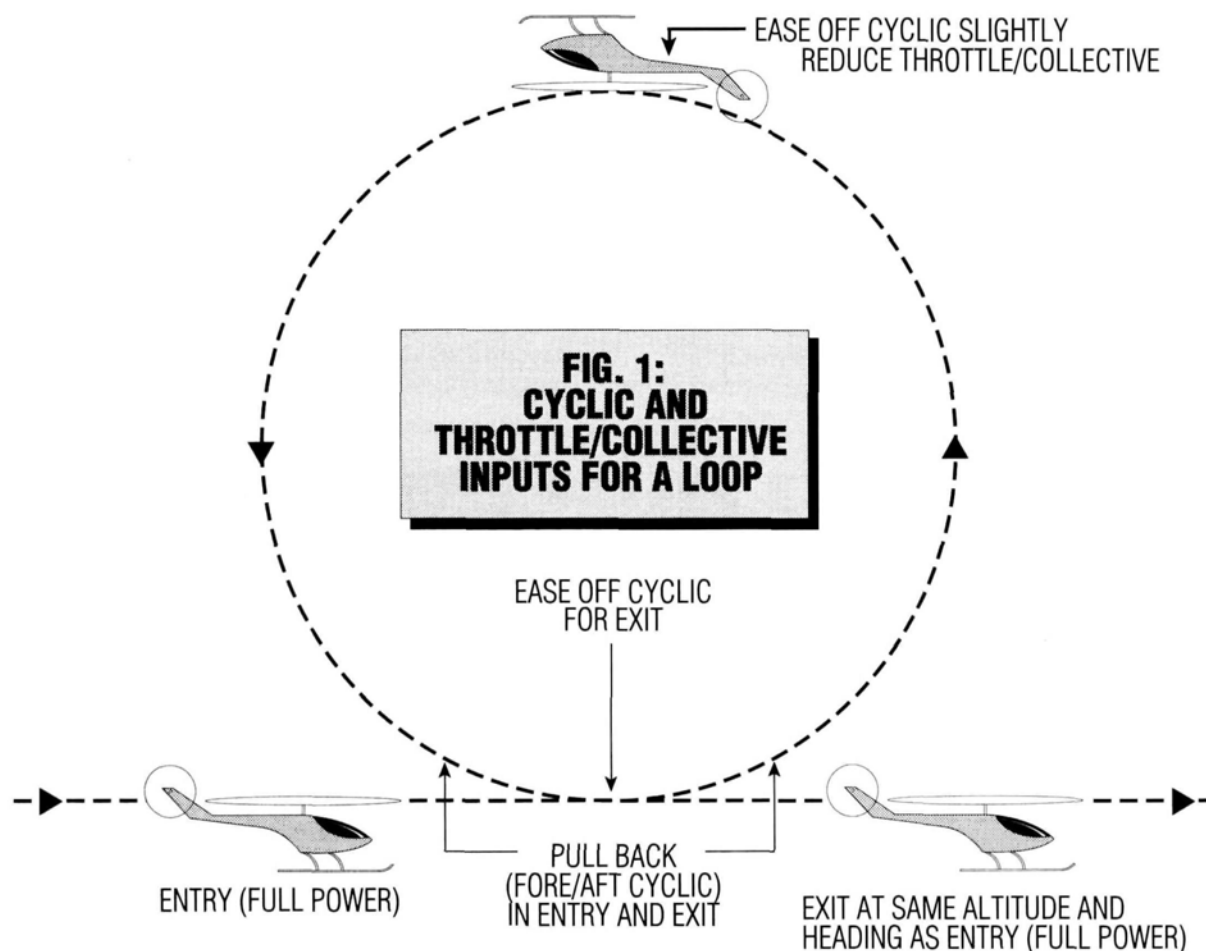 EASE OFF CYCLIC SLIGHTLY
REDUCE THROTTLE/COLLECTIVE
FIG. 1:
CYCLIC AND
THROTTLE/COLLECTIVE
INPUTS FOR A LOOP
EASE OFF CYCLIC
FOR EXIT
ENTRY (FULL POWER)
PULL BACK
(FORE/AFT CYCLIC)
IN ENTRY AND EXIT
EXIT AT SAME ALTITUDE AND
HEADING AS ENTRY (FULL POWER)